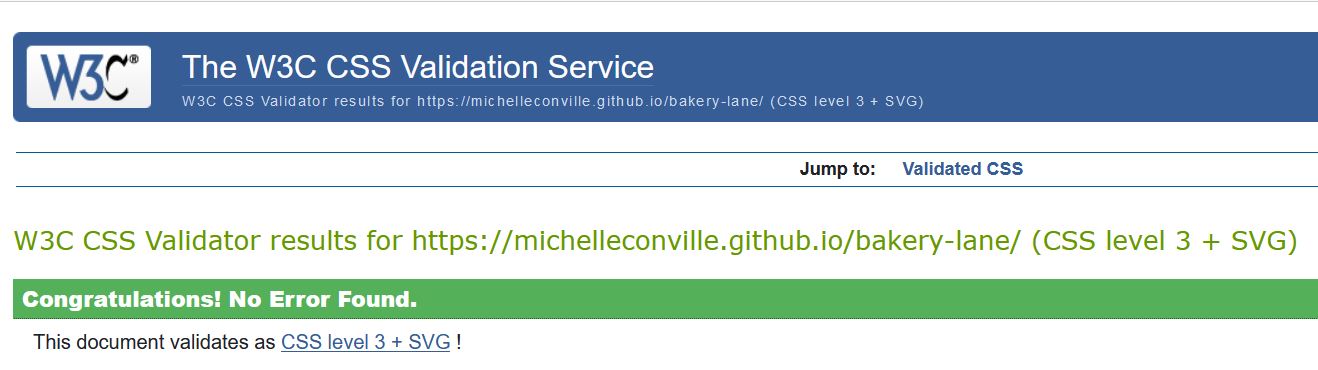 W3C®
The W3C CSS Validation Service
W3C CSS Validator results for https://michelleconville.github.io/bakery-lane/ (CSS level 3 + SVG)
Jump to: Validated CSS
W3C CSS Validator results for https://michelleconville.github.io/bakery-lane/ (CSS level 3 + SVG)
Congratulations! No Error Found.
This document validates as CSS level 3 + SVG !